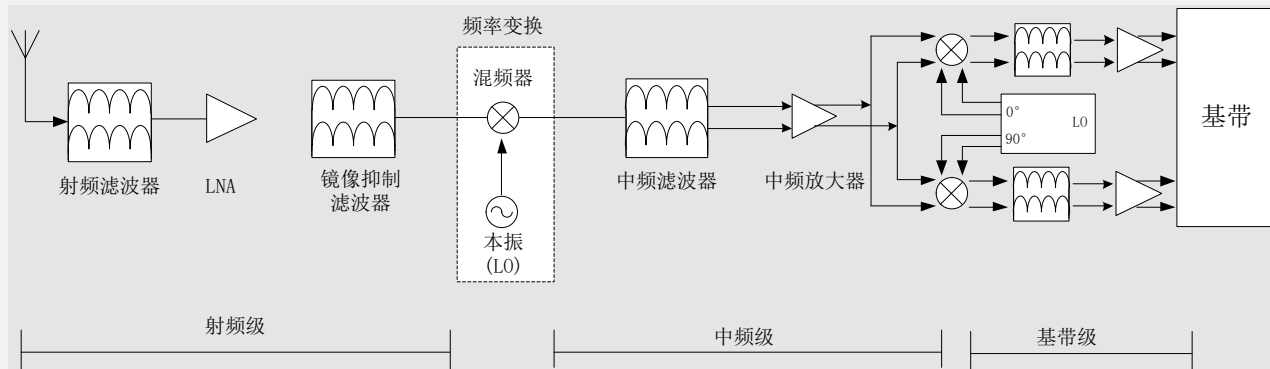 频率变换
混频器
射频滤波器
LNA
镜像抑制
滤波器
本振
(LO)
中频滤波器
中频放大器
0°
90°
LO
基带
射频级
中频级
基带级